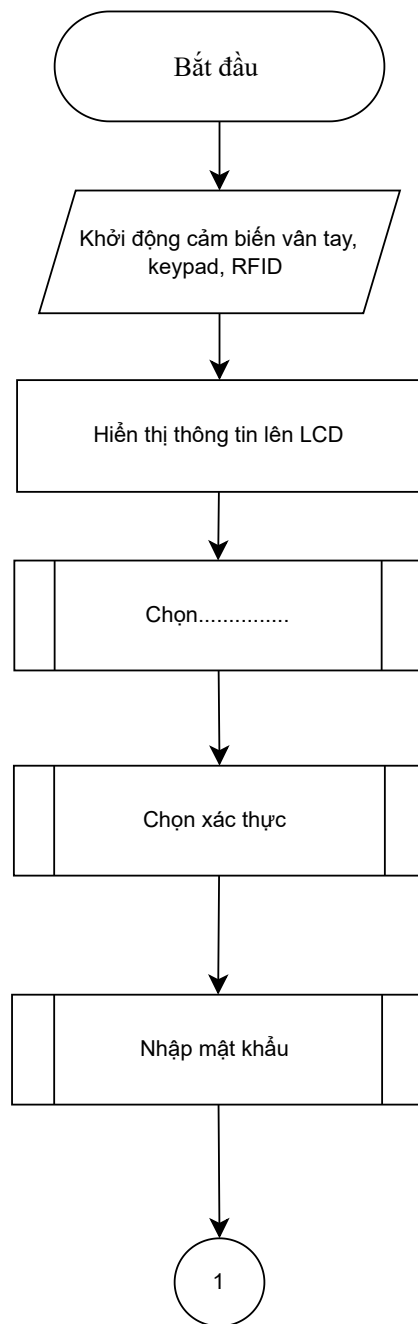 Bắt đầu
Khởi động cảm biến vân tay,
keypad, RFID
Hiển thị thông tin lên LCD
Chọn...............
Chọn xác thực
Nhập mật khẩu
1